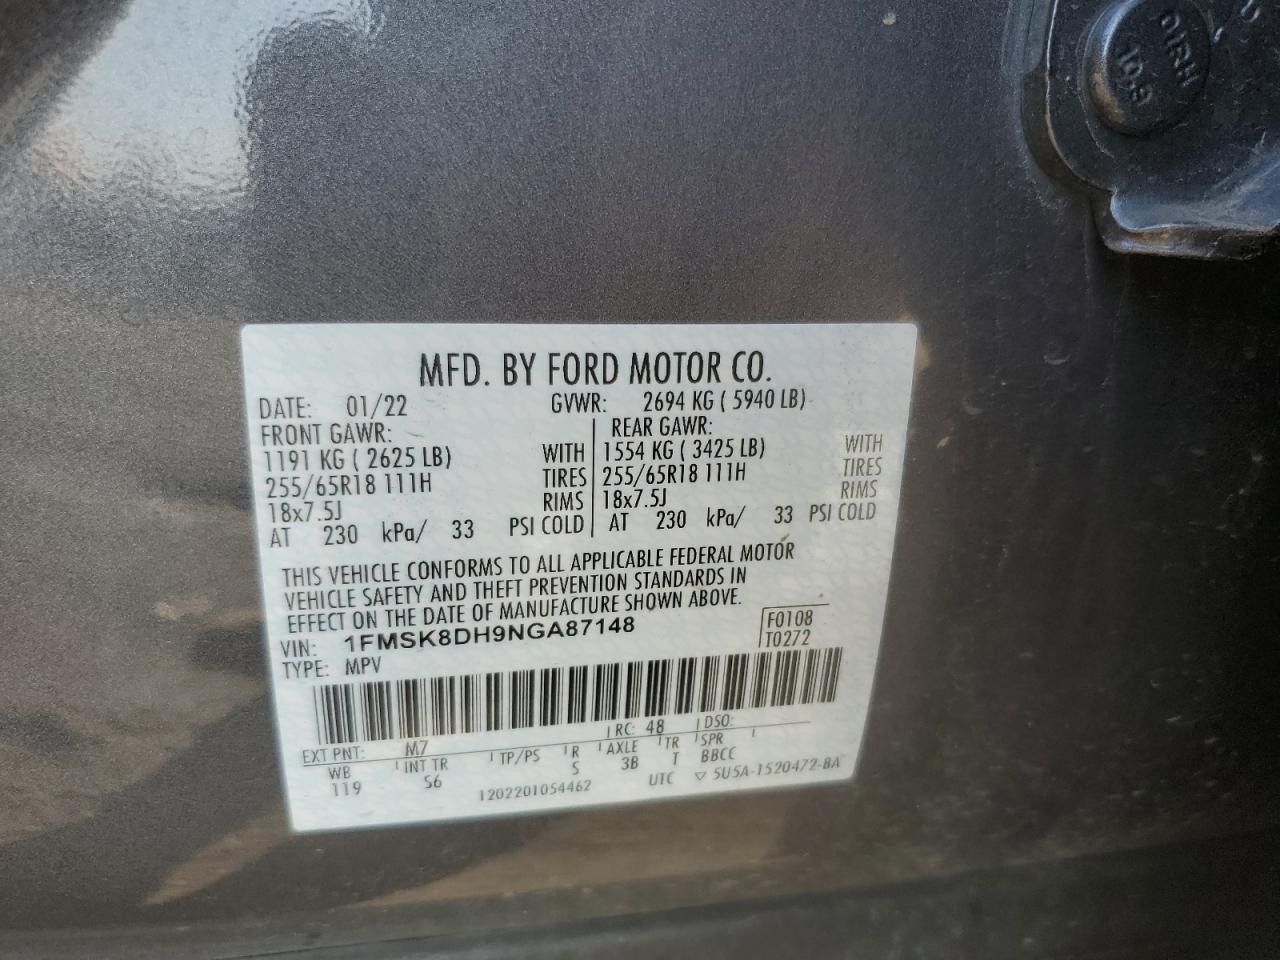 MFD. BY FORD MOTOR CO.
DATE: 01/22 GVWR: 2694 KG ( 5940 LB)
FRONT GAWR: REAR GAWR:
1191 KG ( 2625 LB) WITH 1554 KG ( 3425 LB) WITH
255/65R18 111H TIRES 255/65R18 111H TIRES
18x7.5J RIMS 18x7.5J RIMS
AT 230 kPa/ 33 PSI COLD AT 230 kPa/ 33 PSI COLD
THIS VEHICLE CONFORMS TO ALL APPLICABLE FEDERAL MOTOR
VEHICLE SAFETY AND THEFT PREVENTION STANDARDS IN
EFFECT ON THE DATE OF MANUFACTURE SHOWN ABOVE.
VIN: 1FMSK8DH9NGA87148 F0108
TYPE: MPV T0272
EXT PNT: M7 RC: 48 DSO:
WB INT TR TP/PS R AXLE TR SPR
119 S6 S 3B T BBCC
1202201054462 UTC ▽ 5U5A-1520472-BA